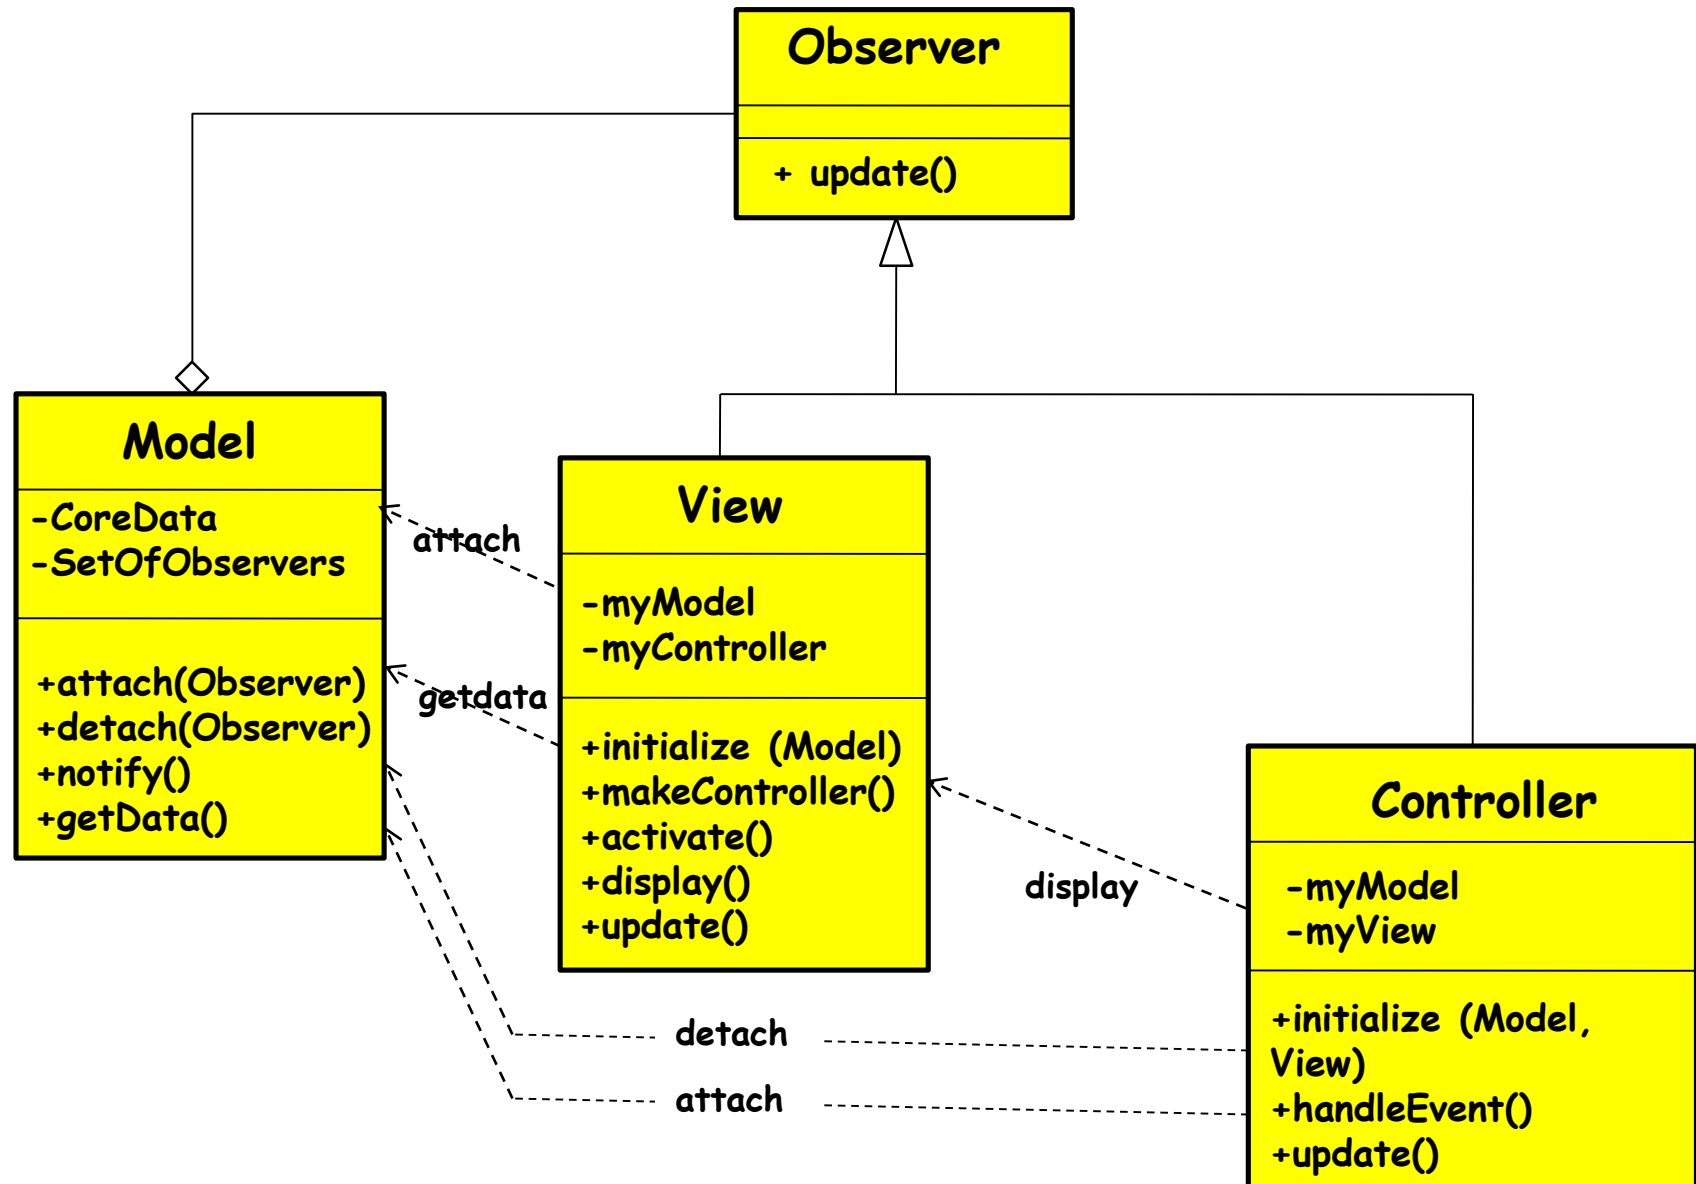 Observer
+ update()
Model
-CoreData
-SetOfObservers
+attach(Observer)
+detach(Observer)
+notify()
+getData()
attach
getdata
View
-myModel
-myController
+initialize (Model)
+makeController()
+activate()
+display()
+update()
display
detach
attach
Controller
-myModel
-myView
+initialize (Model,
View)
+handleEvent()
+update()